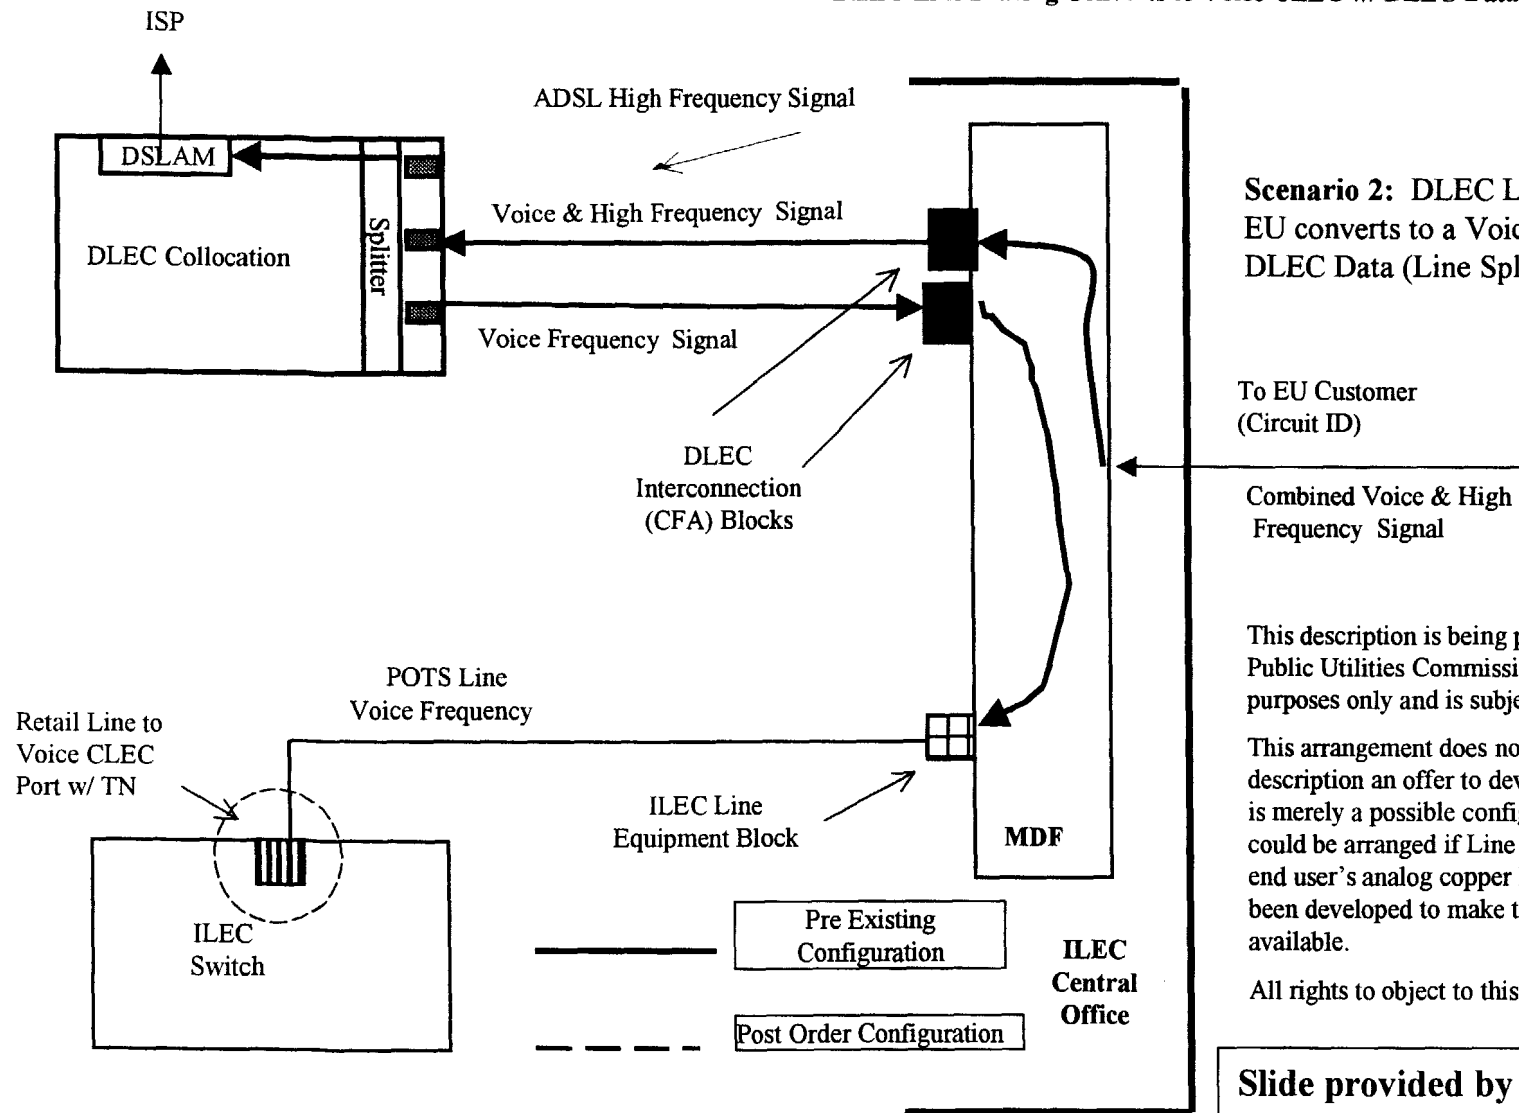 ISP
ADSL High Frequency Signal
DSLAM
Voice & High Frequency Signal
DLEC Collocation
Splitter
Voice Frequency Signal
Scenario 2: DLEC L
EU converts to a Voic
DLEC Data (Line Spl
To EU Customer
(Circuit ID)
DLEC
Interconnection
(CFA) Blocks
Combined Voice & High
Frequency Signal
This description is being p
Public Utilities Commissi
purposes only and is subje
POTS Line
Voice Frequency
Retail Line to
Voice CLEC
Port w/ TN
This arrangement does no
description an offer to dev
is merely a possible config
could be arranged if Line
end user's analog copper
been developed to make t
available.
ILEC Line
Equipment Block
MDF
ILEC
Switch
Pre Existing
Configuration
ILEC
Central
Office
All rights to object to this
Post Order Configuration
Slide provided by